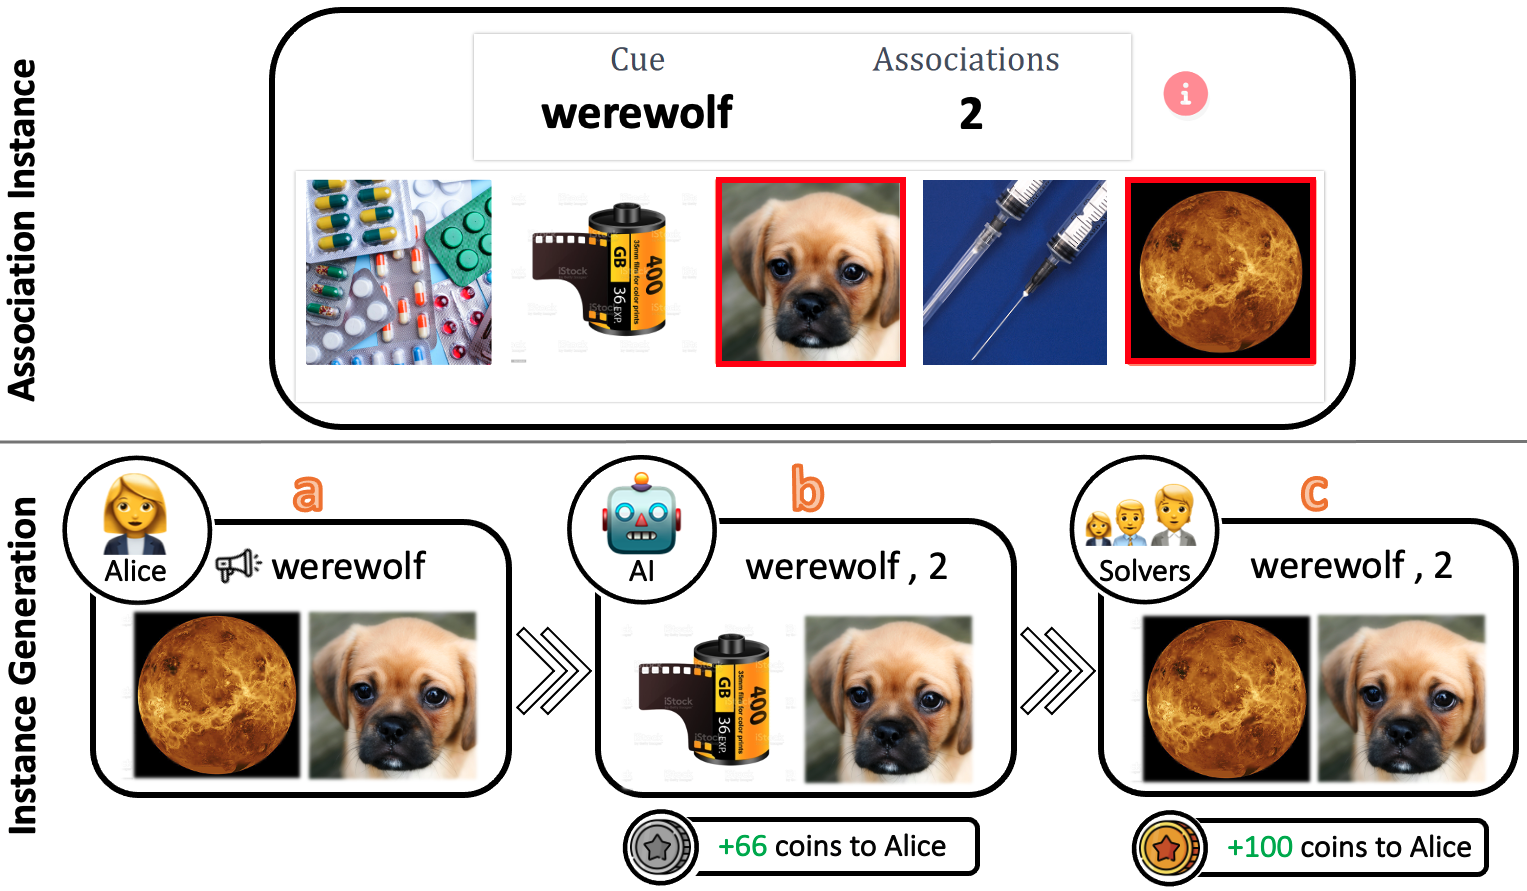 Association Instance
Cue
Associations
werewolf
2
i
400
35mm film for color prints
GB
36 EXP.
iStock
Instance Generation
a
Alice
werewolf
b
AI
werewolf , 2
iStock
400
35mm film for color prints
GB
36 EXP.
+66 coins to Alice
c
Solvers
werewolf , 2
+100 coins to Alice